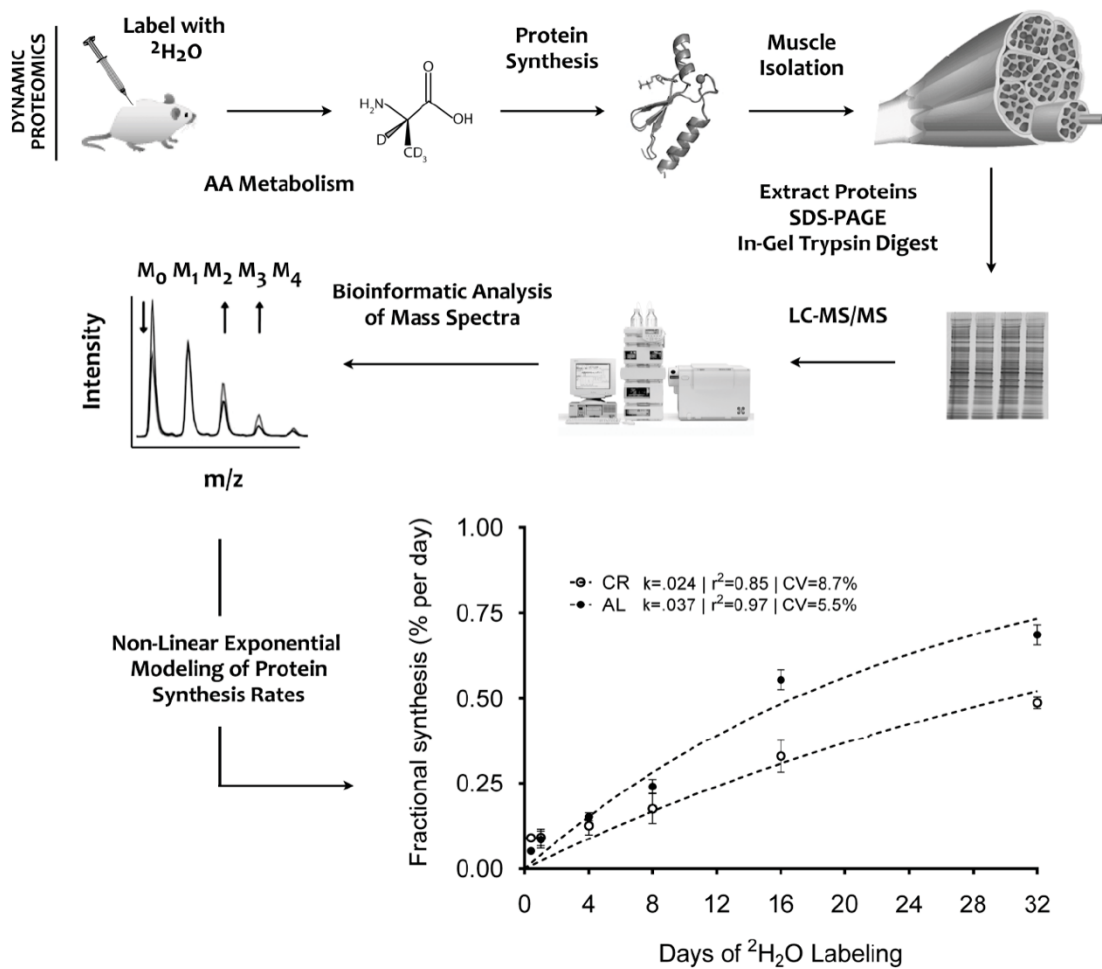 DYNAMIC
PROTEOMICS
Label with
²H₂O
AA Metabolism
H₂N
O
OH
D
CD₃
Protein
Synthesis
Muscle
Isolation
Extract Proteins
SDS-PAGE
In-Gel Trypsin Digest
LC-MS/MS
Bioinformatic Analysis
of Mass Spectra
M₀ M₁ M₂ M₃ M₄
Intensity
m/z
Non-Linear Exponential
Modeling of Protein
Synthesis Rates
Fractional synthesis (% per day)
1.00
0.75
0.50
0.25
0.00
CR k=.024 | r²=0.85 | CV=8.7%
AL k=.037 | r²=0.97 | CV=5.5%
0 4 8 12 16 20 24 28 32
Days of ²H₂O Labeling